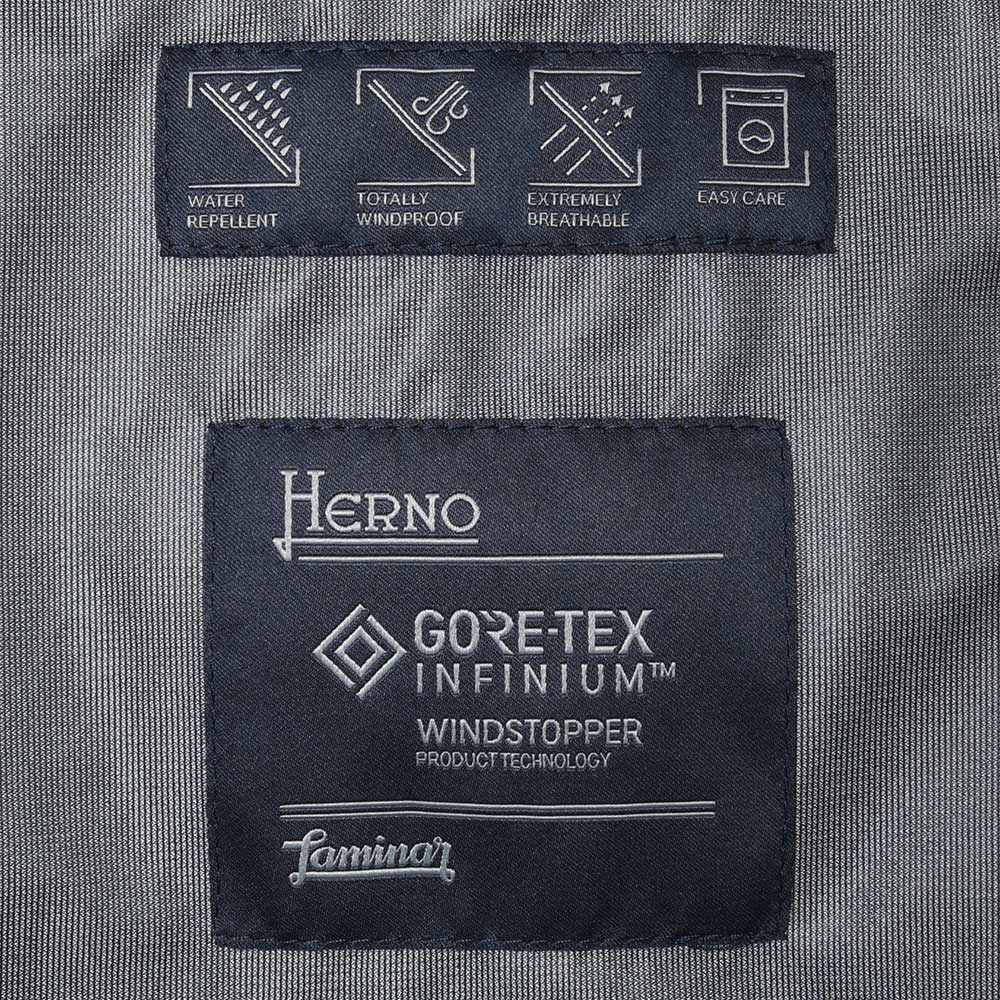 WATER
REPELLENT
TOTALLY
WINDPROOF
EXTREMELY
BREATHABLE
EASY CARE
HERNO
GORE-TEX
INFINIUM™
WINDSTOPPER
PRODUCT TECHNOLOGY
Laminar